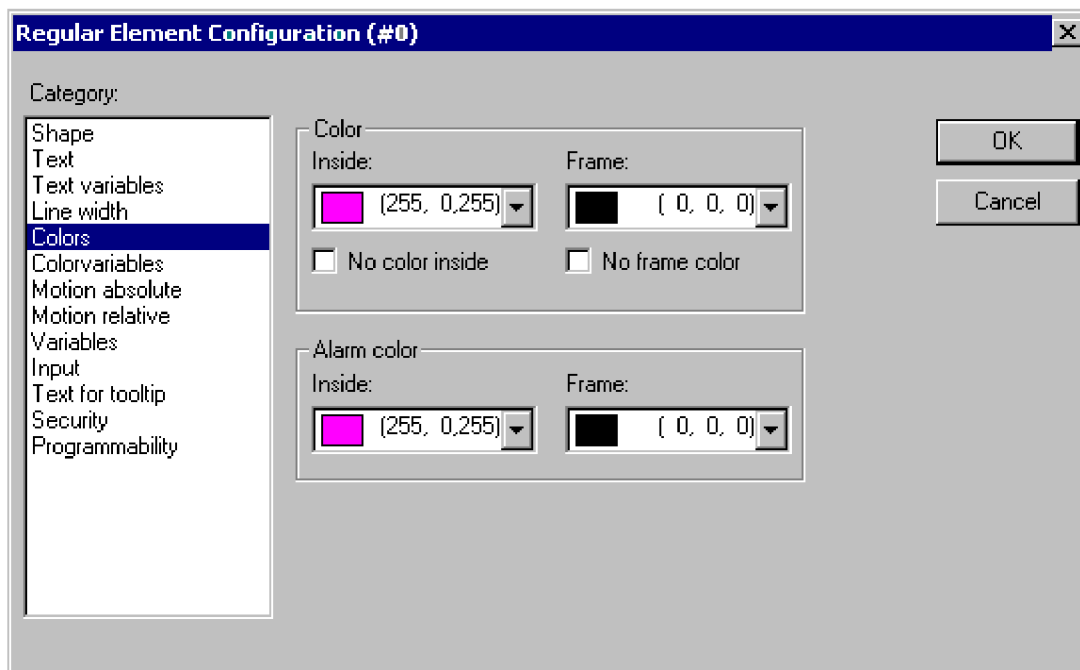 Regular Element Configuration (#0)
Category:
Shape
Text
Text variables
Line width
Colors
Colorvariables
Motion absolute
Motion relative
Variables
Input
Text for tooltip
Security
Programmability
Color
Inside:
Frame:
(255, 0,255)
( 0, 0, 0)
No color inside
No frame color
Alarm color
Inside:
Frame:
(255, 0,255)
( 0, 0, 0)
OK
Cancel